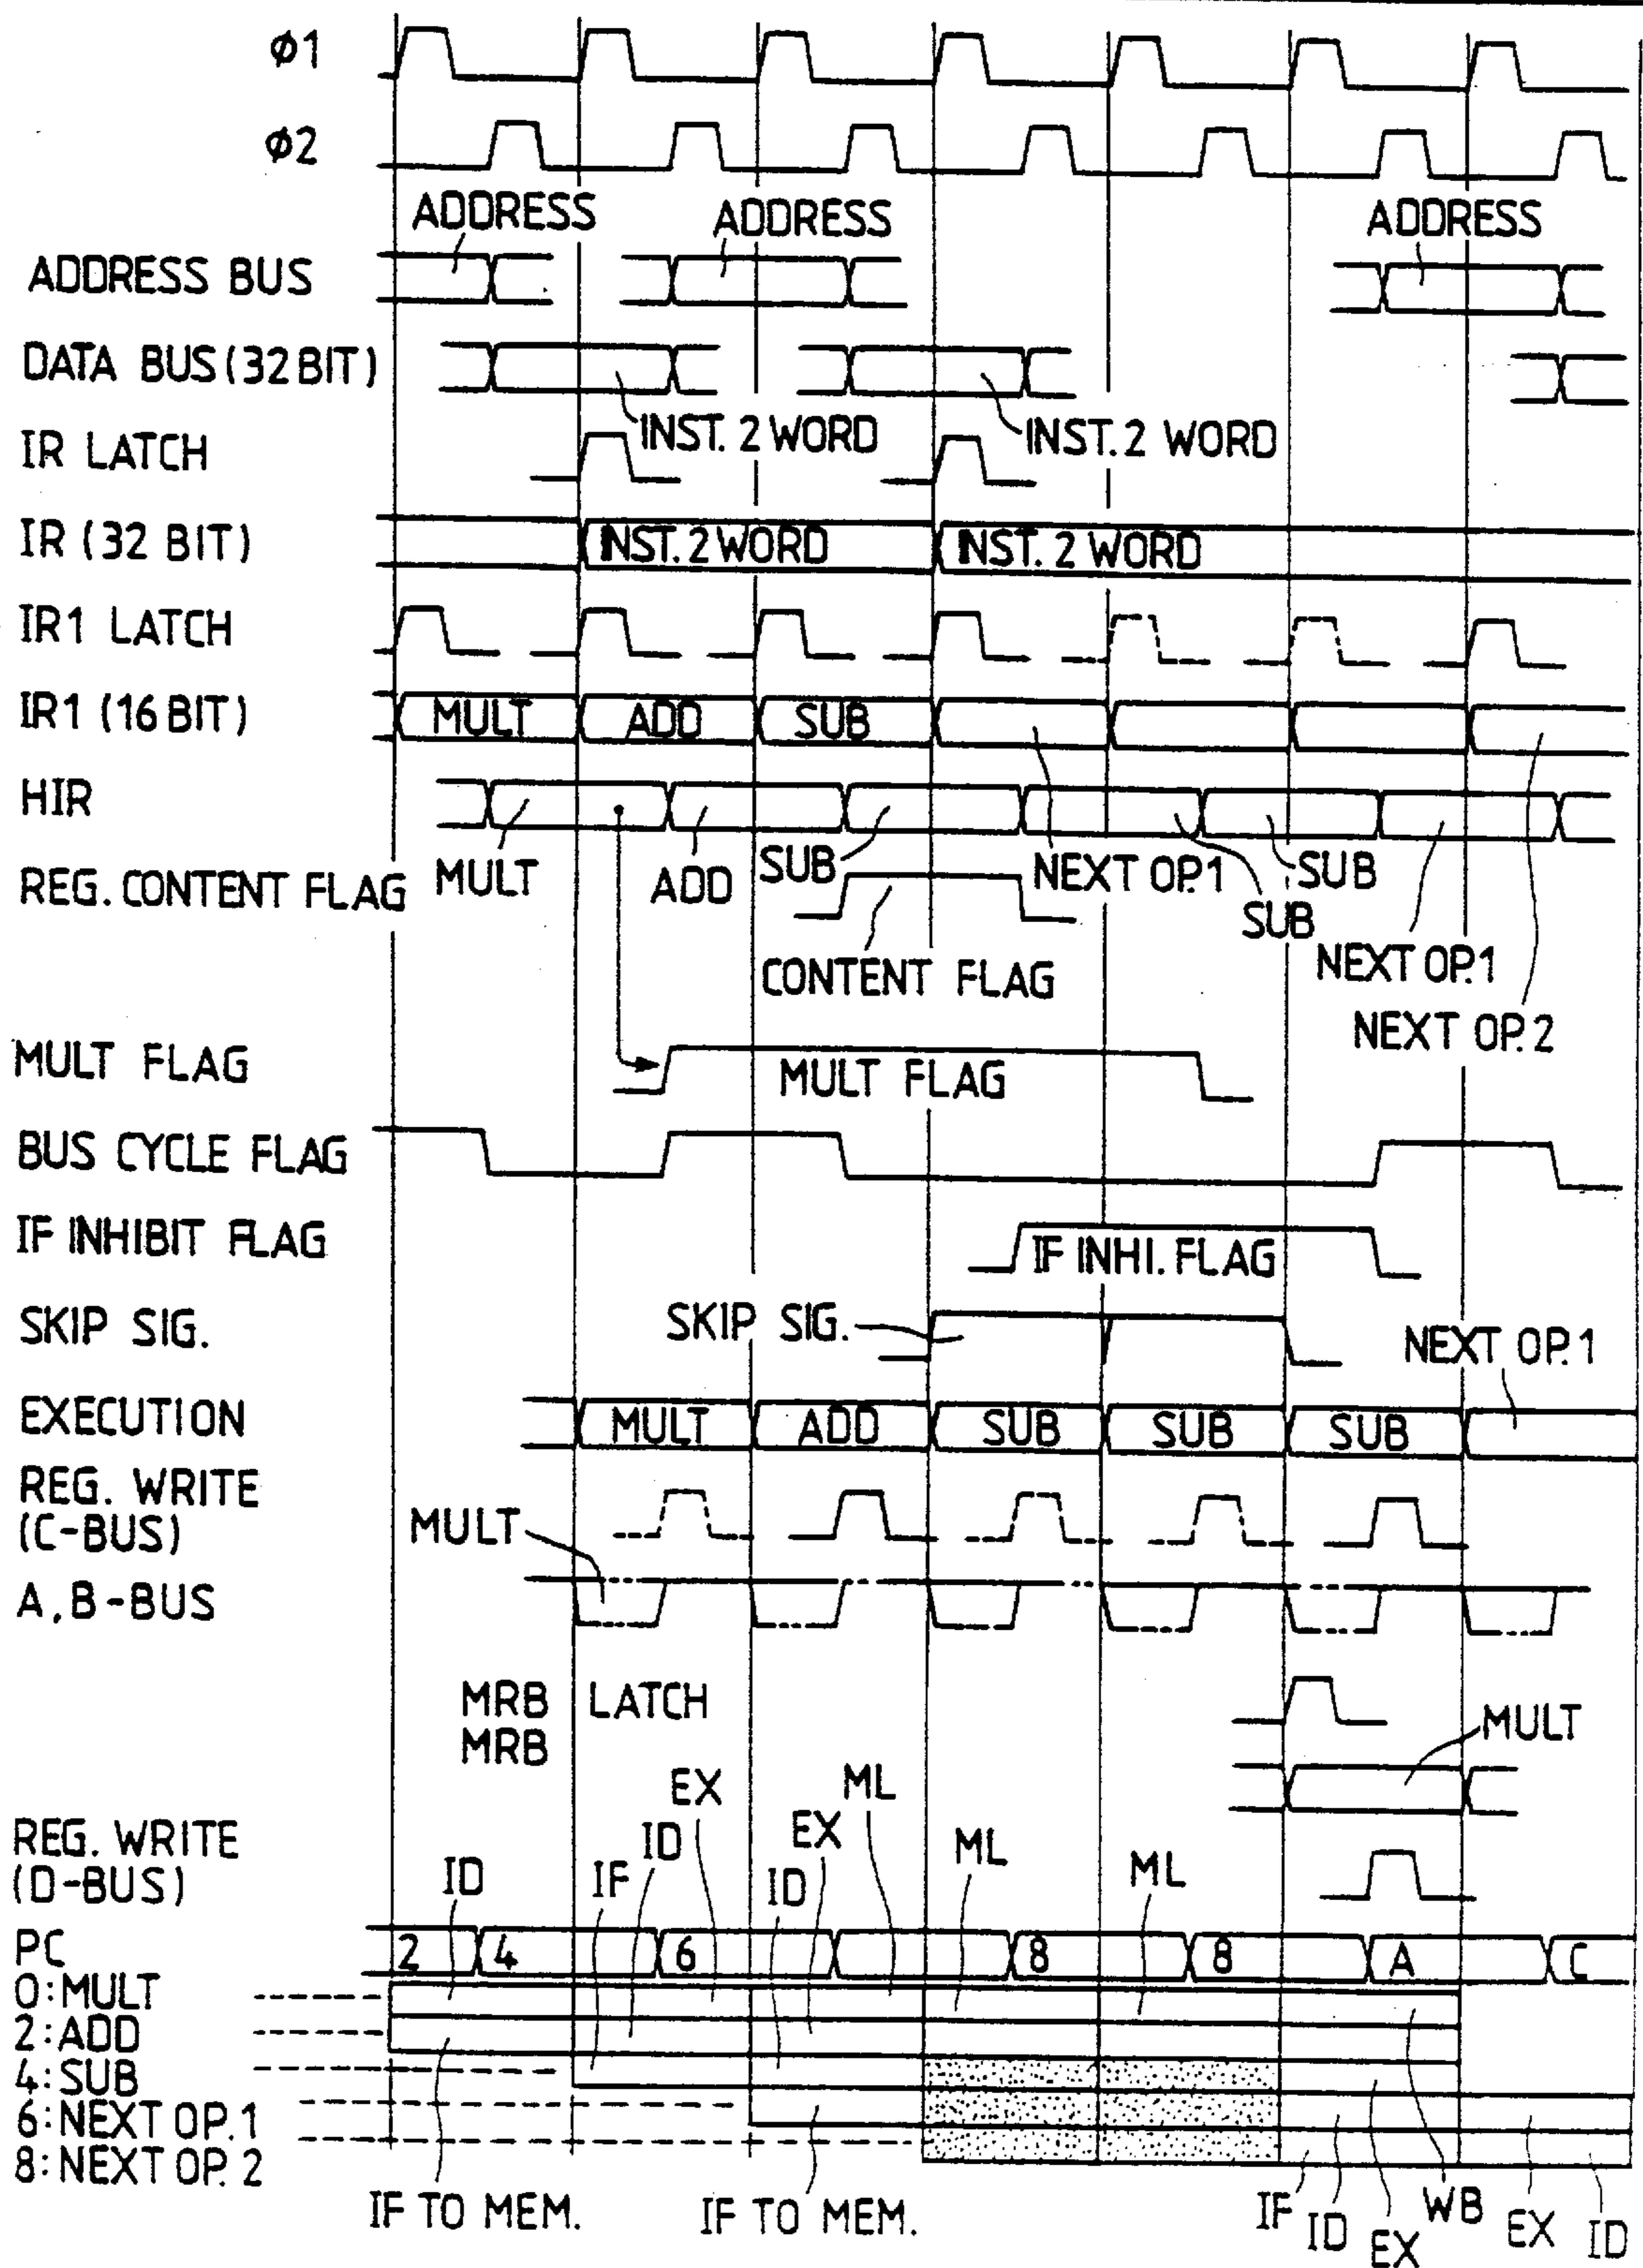 φ1
φ2
ADDRESS ADDRESS ADDRESS
ADDRESS BUS
DATA BUS (32 BIT)
INST. 2 WORD INST. 2 WORD
IR LATCH
IR (32 BIT) INST. 2 WORD INST. 2 WORD
IR1 LATCH
IR1 (16 BIT) MULT ADD SUB
HIR
MULT ADD SUB NEXT OP.1 SUB SUB
REG. CONTENT FLAG
CONTENT FLAG NEXT OP.1
NEXT OP. 2
MULT FLAG MULT FLAG
BUS CYCLE FLAG
IF INHIBIT FLAG IF INHI. FLAG
SKIP SIG. SKIP SIG. NEXT OP.1
EXECUTION MULT ADD SUB SUB SUB
REG. WRITE
(C-BUS) MULT
A, B-BUS
MRB LATCH
MRB MULT
EX ML
REG. WRITE
(D-BUS) ID IF ID ID EX ML ML
PC 2 4 6 8 8 A C
0:MULT
2:ADD
4:SUB
6:NEXT OP.1
8:NEXT OP. 2
IF TO MEM. IF TO MEM. IF ID EX WB EX ID